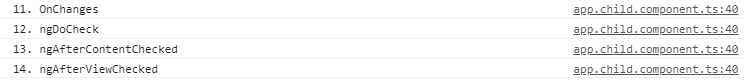 11. OnChanges app.child.component.ts:40
12. ngDoCheck app.child.component.ts:40
13. ngAfterContentChecked app.child.component.ts:40
14. ngAfterViewChecked app.child.component.ts:40